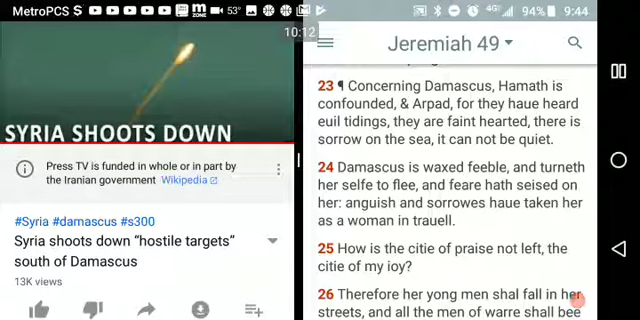 MetroPCS $ 53° 4G 94% 9:44
10:12
SYRIA SHOOTS DOWN
Press TV is funded in whole or in part by
the Iranian government Wikipedia
#Syria #damascus #s300
Syria shoots down "hostile targets"
south of Damascus
13K views
Jeremiah 49
23 ¶ Concerning Damascus, Hamath is
confounded, & Arpad, for they haue heard
euil tidings, they are faint hearted, there is
sorrow on the sea, it can not be quiet.
24 Damascus is waxed feeble, and turneth
her selfe to flee, and feare hath seised on
her: anguish and sorrowes haue taken her
as a woman in trauell.
25 How is the citie of praise not left, the
citie of my ioy?
26 Therefore her yong men shal fall in her
streets, and all the men of warre shall bee